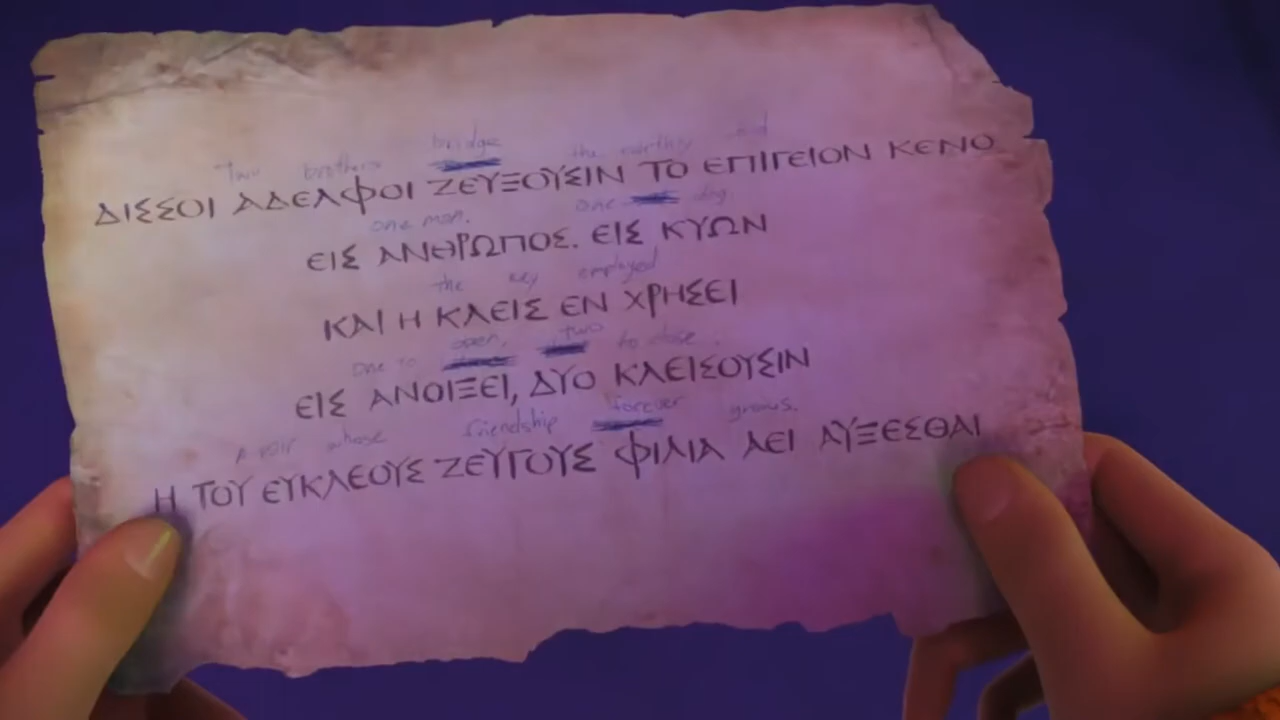 Two brothers bridge the earthly
ΔΙΣΣΟΙ ΑΔΕΛΦΟΙ ΖΕΥΞΟΥΣΙΝ ΤΟ ΕΠΙΓΕΙΟΝ ΚΕΝΟ
one man. one dog.
ΕΙΣ ΑΝΘΡΩΠΟΣ. ΕΙΣ ΚΥΩΝ
the key employed
ΚΑΙ Η ΚΛΕΙΣ ΕΝ ΧΡΗΣΕΙ
one to open, two to close.
ΕΙΣ ΑΝΟΙΞΕΙ, ΔΥΟ ΚΛΕΙΣΟΥΣΙΝ
A pair whose friendship forever grows.
Η ΤΟΥ ΕΥΚΛΕΟΥΣ ΖΕΥΓΟΥΣ ΦΙΛΙΑ ΑΕΙ ΑΥΞΕΣΘΑΙ